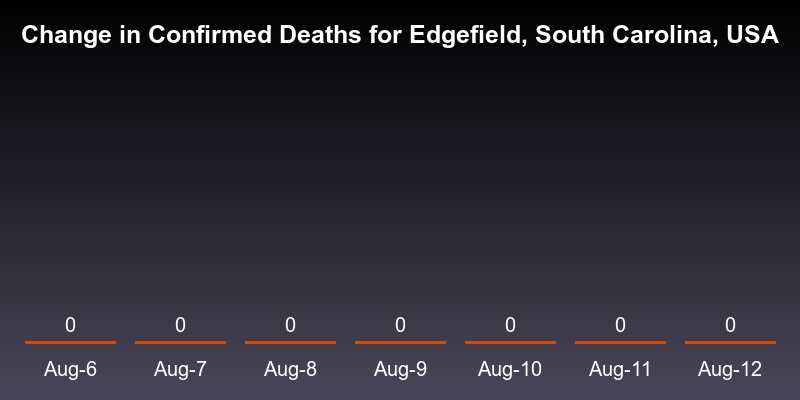 Change in Confirmed Deaths for Edgefield, South Carolina, USA
0 0 0 0 0 0 0
Aug-6 Aug-7 Aug-8 Aug-9 Aug-10 Aug-11 Aug-12